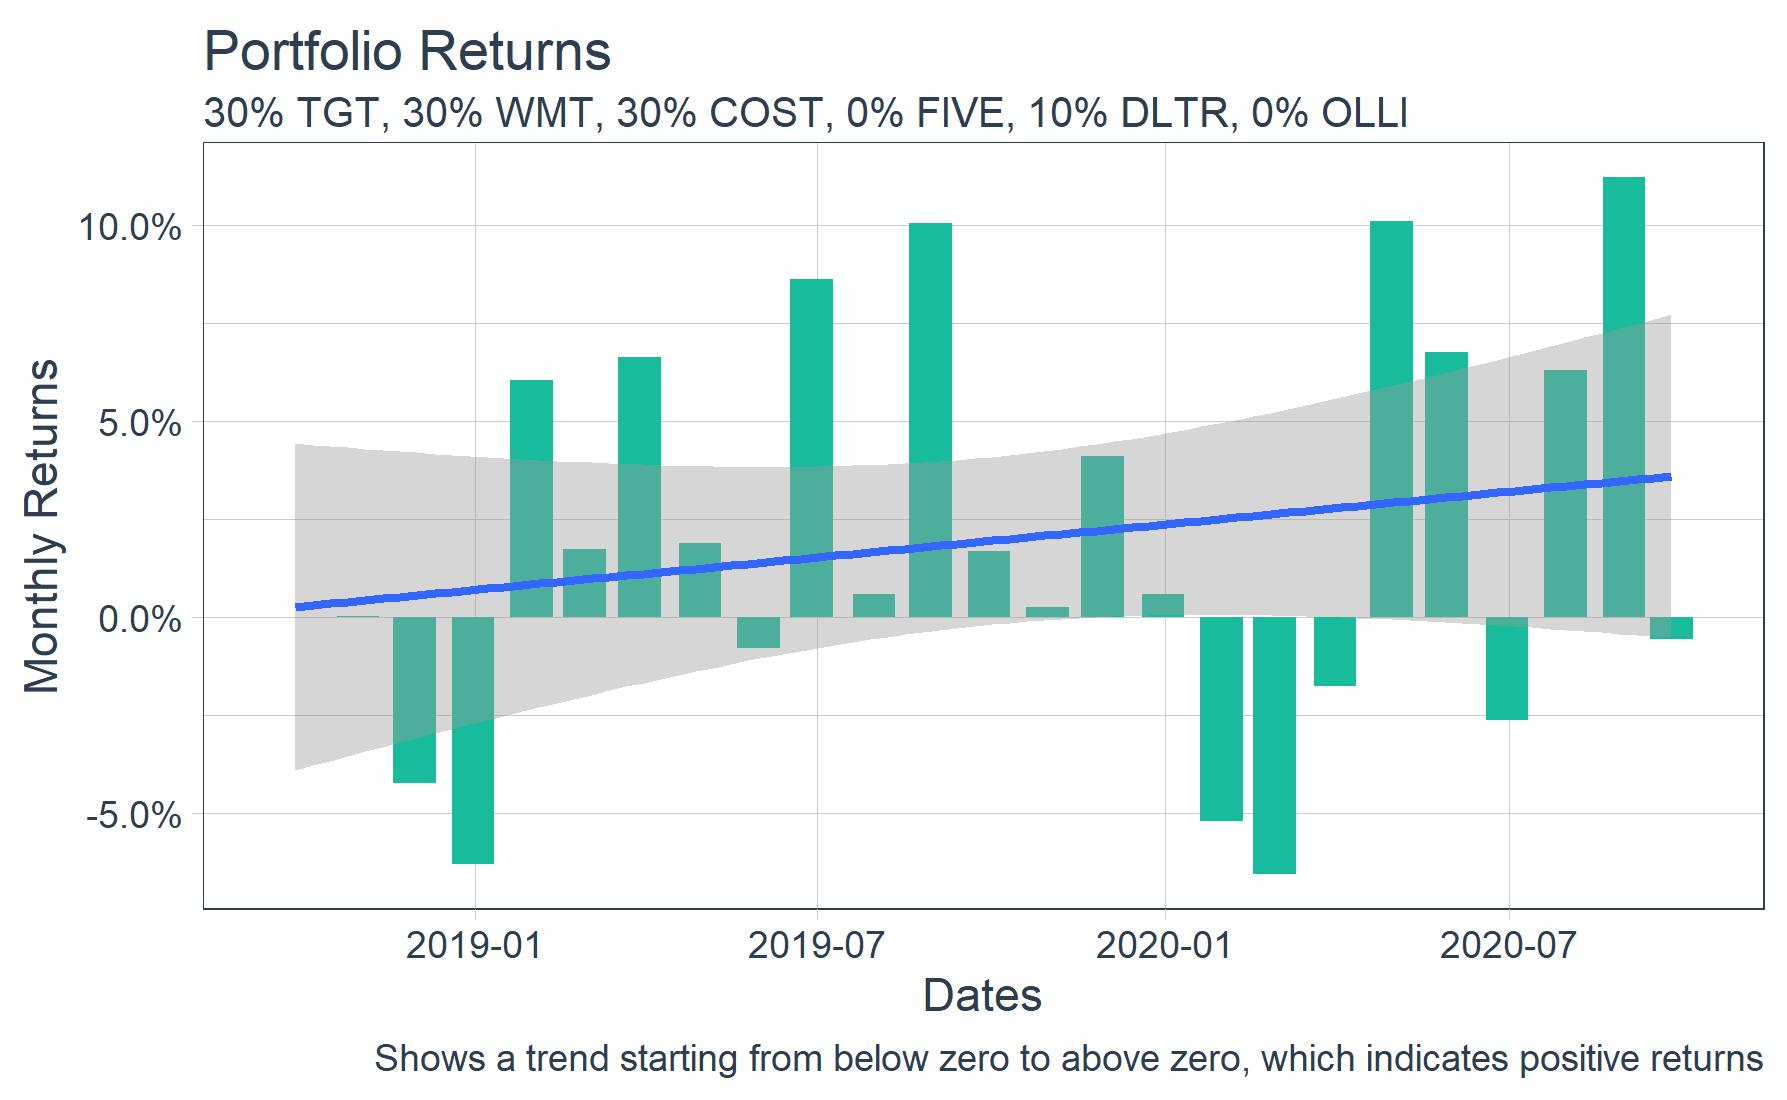 Portfolio Returns
30% TGT, 30% WMT, 30% COST, 0% FIVE, 10% DLTR, 0% OLLI
Monthly Returns
10.0%
5.0%
0.0%
-5.0%
2019-01
2019-07
2020-01
2020-07
Dates
Shows a trend starting from below zero to above zero, which indicates positive returns